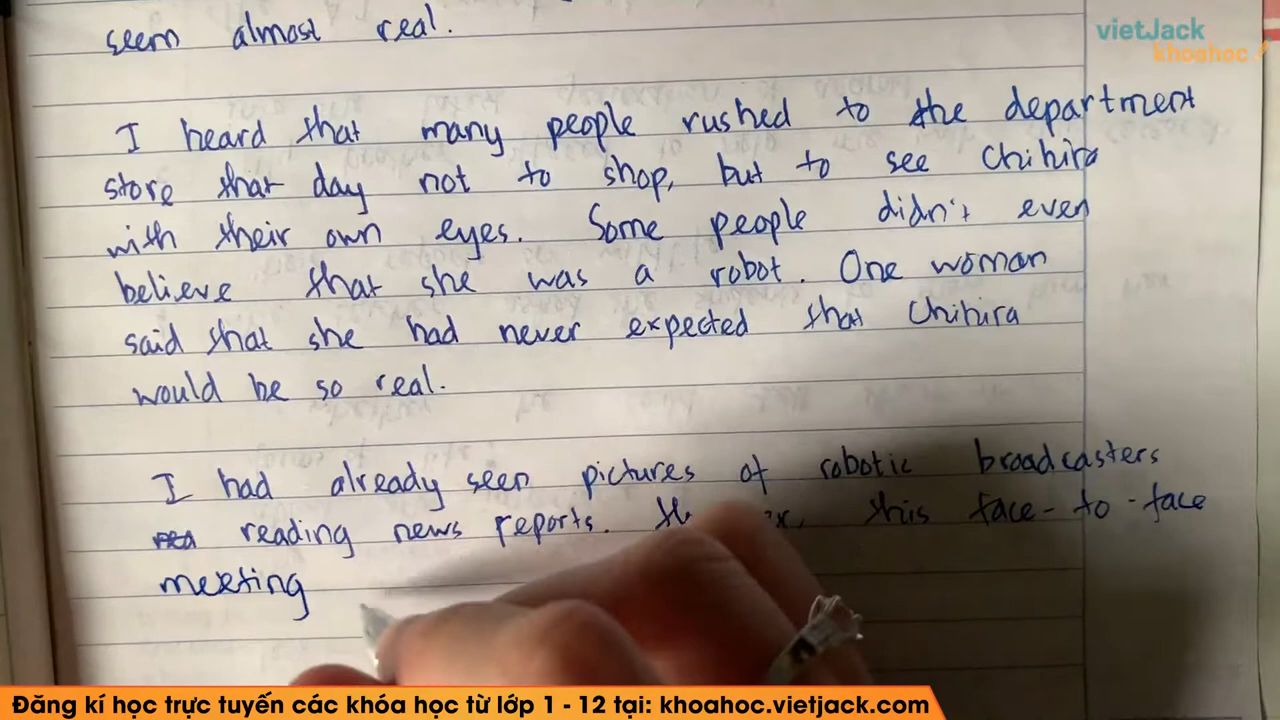 seem almost real.
vietJack
khoahoc
I heard that many people rushed to the department
store that day not to shop, but to see Chihira
with their own eyes. Some people didn't even
believe that she was a robot. One woman
said that she had never expected that Chihira
would be so real.
I had already seen pictures of robotic broadcasters
reading news reports. this face-to-face
meeting
Đăng kí học trực tuyến các khóa học từ lớp 1 - 12 tại: khoahoc.vietjack.com